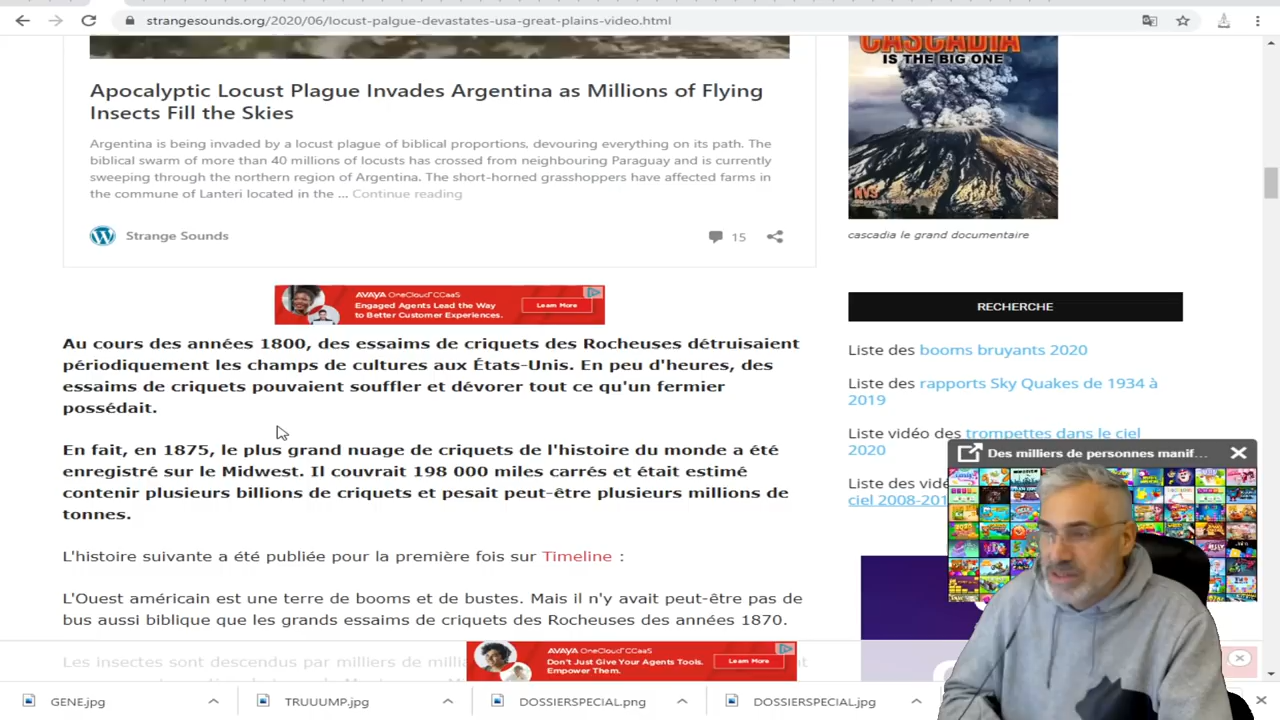 strangesounds.org/2020/06/locust-palgue-devastates-usa-great-plains-video.html
Apocalyptic Locust Plague Invades Argentina as Millions of Flying
Insects Fill the Skies
Argentina is being invaded by a locust plague of biblical proportions, devouring everything on its path. The
biblical swarm of more than 40 millions of locusts has crossed from neighbouring Paraguay and is currently
sweeping through the northern region of Argentina. The short-horned grasshoppers have affected farms in
the commune of Lanteri located in the ... Continue reading
Strange Sounds
15
AVAYA OneCloud CCaaS
Engaged Agents Lead the Way
to Better Customer Experiences.
Learn More
Au cours des années 1800, des essaims de criquets des Rocheuses détruisaient
périodiquement les champs de cultures aux États-Unis. En peu d'heures, des
essaims de criquets pouvaient souffler et dévorer tout ce qu'un fermier
possédait.
En fait, en 1875, le plus grand nuage de criquets de l'histoire du monde a été
enregistré sur le Midwest. Il couvrait 198 000 miles carrés et était estimé
contenir plusieurs billions de criquets et pesait peut-être plusieurs millions de
tonnes.
L'histoire suivante a été publiée pour la première fois sur Timeline :
L'Ouest américain est une terre de booms et de bustes. Mais il n'y avait peut-être pas de
bus aussi biblique que les grands essaims de criquets des Rocheuses des années 1870.
Les insectes sont descendus par milliers de millia
AVAYA OneCloud CCaaS
Don't Just Give Your Agents Tools.
Empower Them.
Learn More
CASCADIA
IS THE BIG ONE
cascadia le grand documentaire
RECHERCHE
Liste des booms bruyants 2020
Liste des rapports Sky Quakes de 1934 à
2019
Liste vidéo des trompettes dans le ciel
2020
Liste des vidé
ciel 2008-201
Des milliers de personnes manif...
GENE.jpg
TRUUUMP.jpg
DOSSIERSPECIAL.png
DOSSIERSPECIAL.jpg